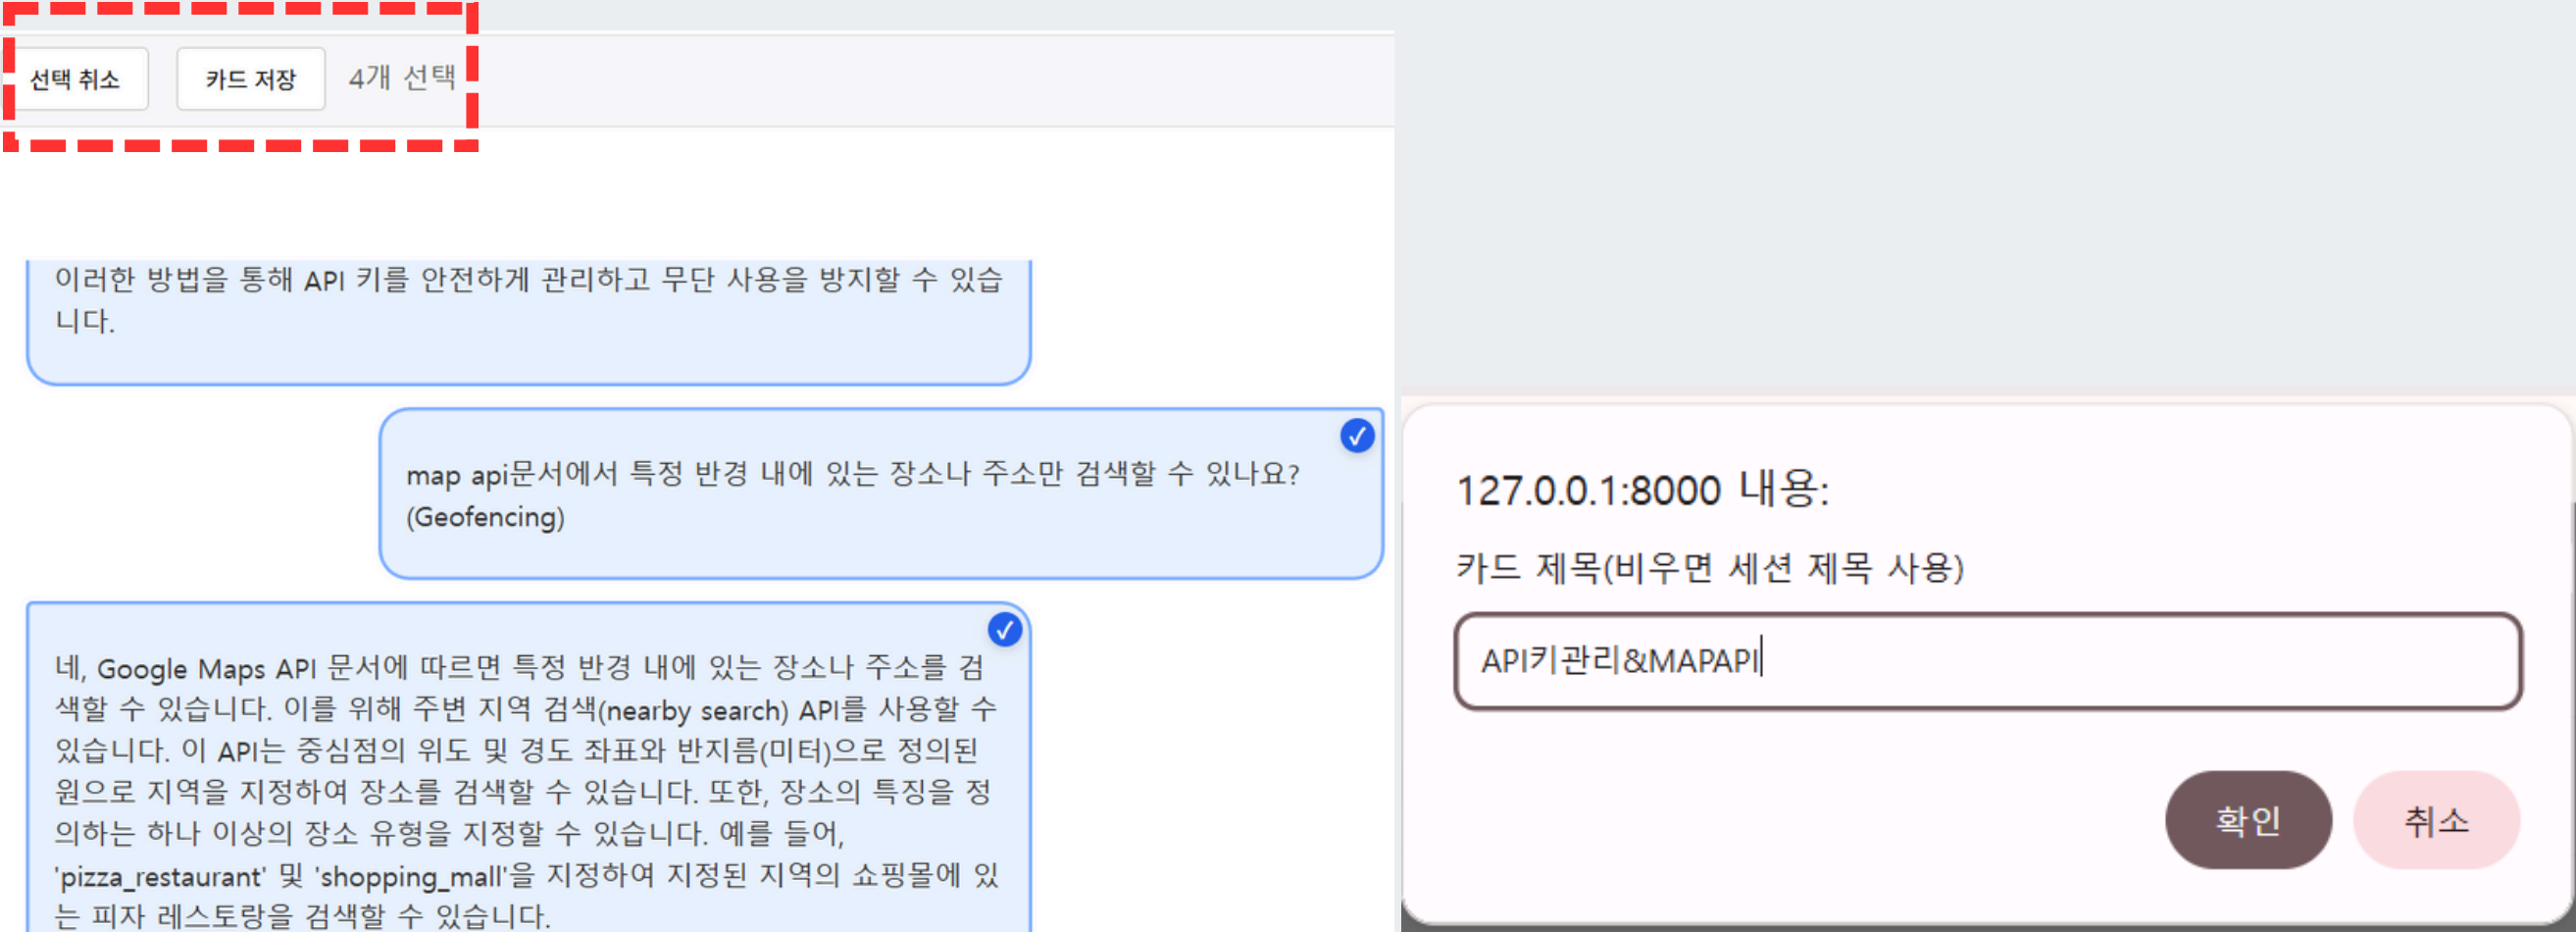 선택 취소 카드 저장 4개 선택
이러한 방법을 통해 API 키를 안전하게 관리하고 무단 사용을 방지할 수 있습
니다.
map api문서에서 특정 반경 내에 있는 장소나 주소만 검색할 수 있나요?
(Geofencing)
네, Google Maps API 문서에 따르면 특정 반경 내에 있는 장소나 주소를 검
색할 수 있습니다. 이를 위해 주변 지역 검색(nearby search) API를 사용할 수
있습니다. 이 API는 중심점의 위도 및 경도 좌표와 반지름(미터)으로 정의된
원으로 지역을 지정하여 장소를 검색할 수 있습니다. 또한, 장소의 특징을 정
의하는 하나 이상의 장소 유형을 지정할 수 있습니다. 예를 들어,
'pizza_restaurant' 및 'shopping_mall'을 지정하여 지정된 지역의 쇼핑몰에 있
는 피자 레스토랑을 검색할 수 있습니다.
127.0.0.1:8000 내용:
카드 제목(비우면 세션 제목 사용)
API키관리&MAPAPI
확인 취소